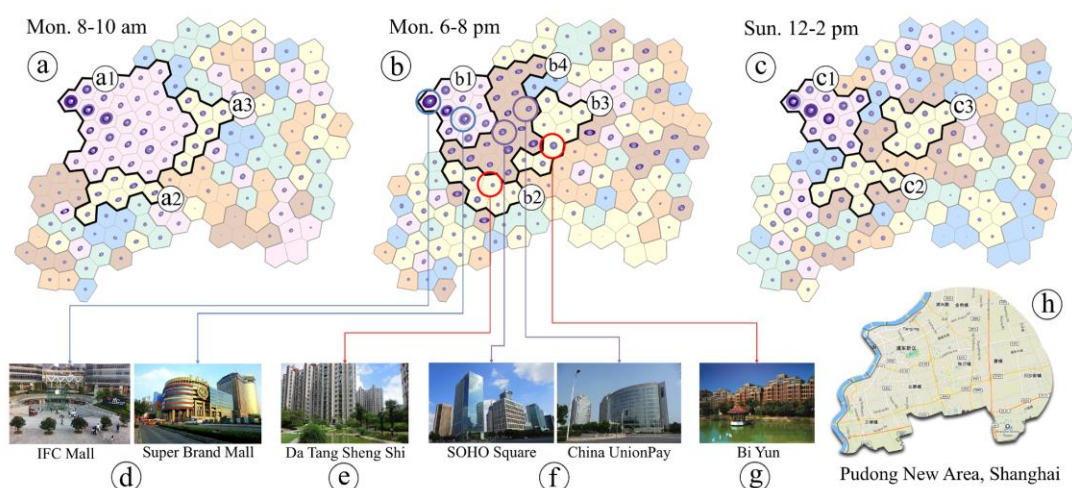 Mon. 8-10 am
Mon. 6-8 pm
Sun. 12-2 pm
a
a1
a3
a2
b
b1
b4
b3
b2
c
c1
c3
c2
h
IFC Mall
Super Brand Mall
Da Tang Sheng Shi
SOHO Square
China UnionPay
Bi Yun
d
e
f
g
Pudong New Area, Shanghai